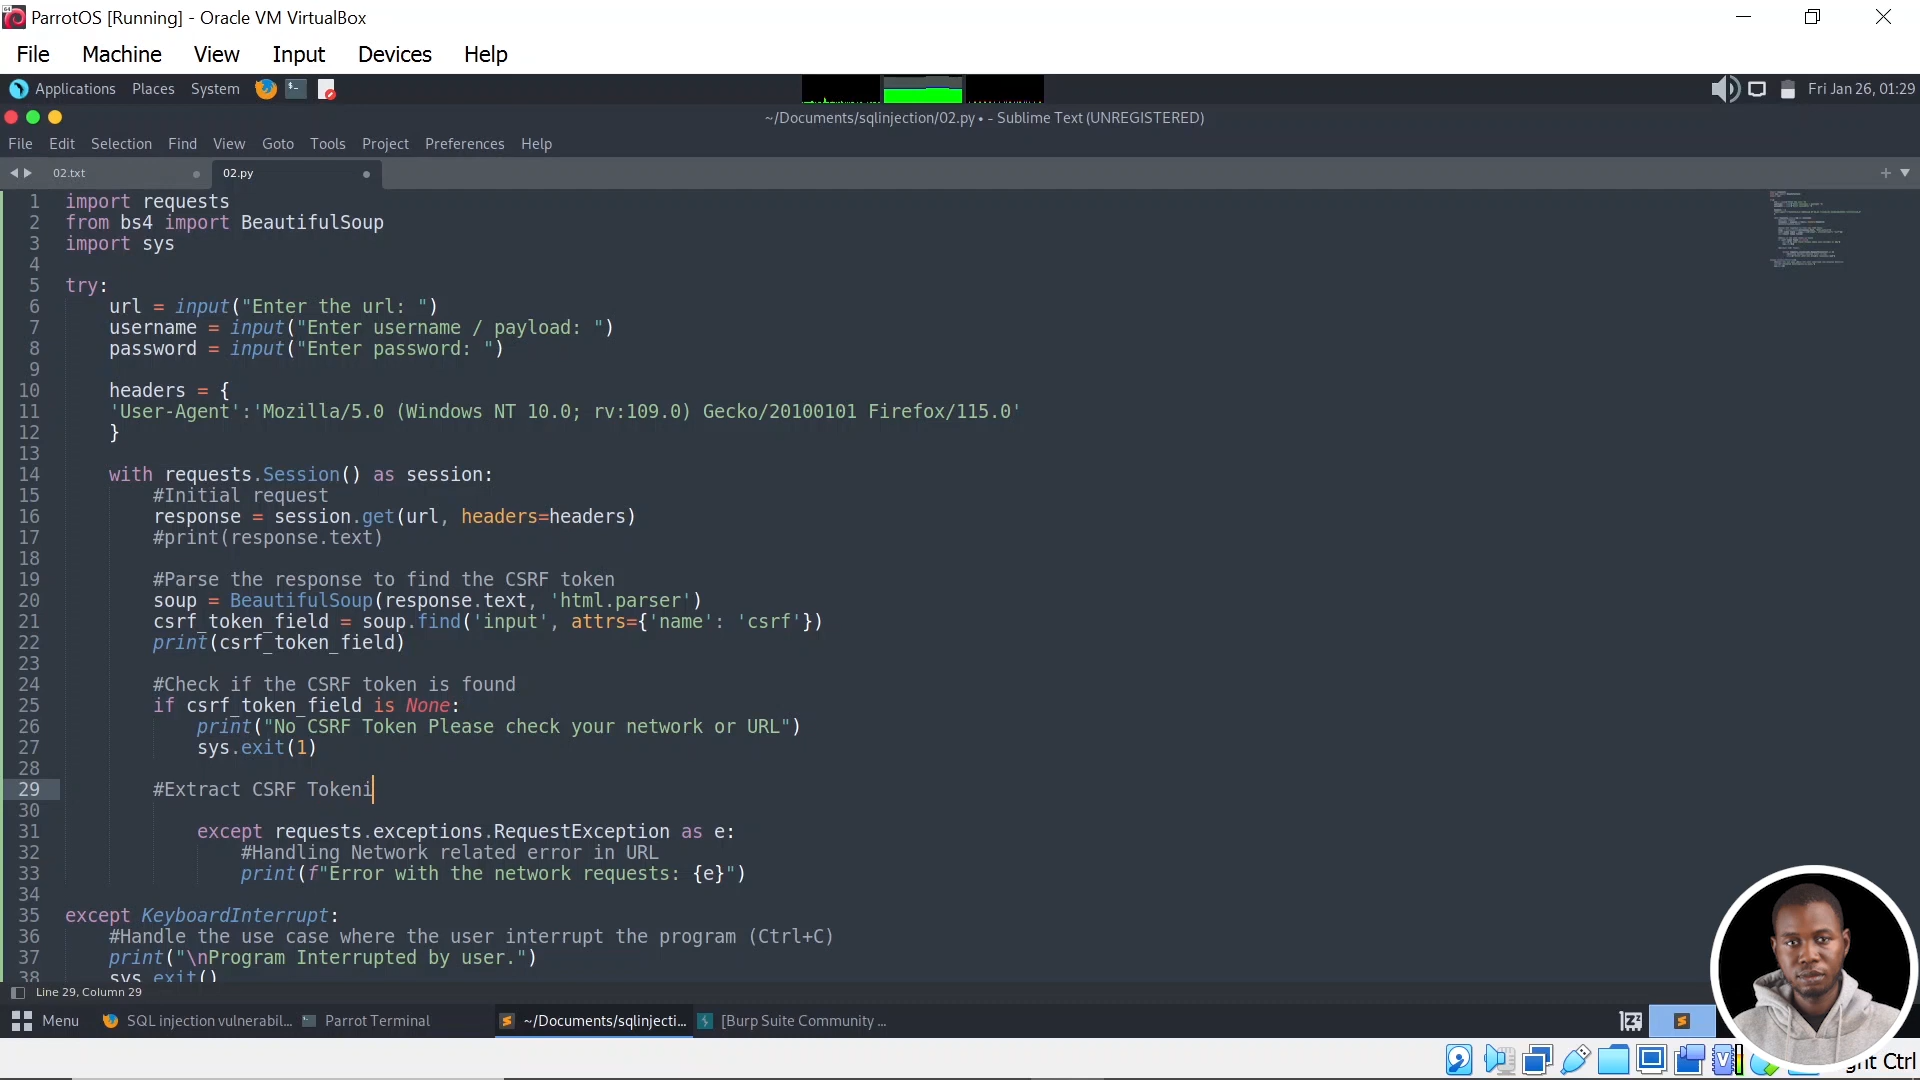 ParrotOS [Running] - Oracle VM VirtualBox
File Machine View Input Devices Help
Applications Places System Fri Jan 26, 01:29
~/Documents/sqlinjection/02.py • - Sublime Text (UNREGISTERED)
File Edit Selection Find View Goto Tools Project Preferences Help
02.txt 02.py
1 import requests
2 from bs4 import BeautifulSoup
3 import sys
4
5 try:
6 url = input("Enter the url: ")
7 username = input("Enter username / payload: ")
8 password = input("Enter password: ")
9
10 headers = {
11 'User-Agent':'Mozilla/5.0 (Windows NT 10.0; rv:109.0) Gecko/20100101 Firefox/115.0'
12 }
13
14 with requests.Session() as session:
15 #Initial request
16 response = session.get(url, headers=headers)
17 #print(response.text)
18
19 #Parse the response to find the CSRF token
20 soup = BeautifulSoup(response.text, 'html.parser')
21 csrf_token_field = soup.find('input', attrs={'name': 'csrf'})
22 print(csrf_token_field)
23
24 #Check if the CSRF token is found
25 if csrf_token_field is None:
26 print("No CSRF Token Please check your network or URL")
27 sys.exit(1)
28
29 #Extract CSRF Tokeni
30
31 except requests.exceptions.RequestException as e:
32 #Handling Network related error in URL
33 print(f"Error with the network requests: {e}")
34
35 except KeyboardInterrupt:
36 #Handle the use case where the user interrupt the program (Ctrl+C)
37 print("\nProgram Interrupted by user.")
38 sys.exit()
Line 29, Column 29
Menu SQL injection vulnerabil... Parrot Terminal ~/Documents/sqlinjecti... [Burp Suite Community ...
Ctrl